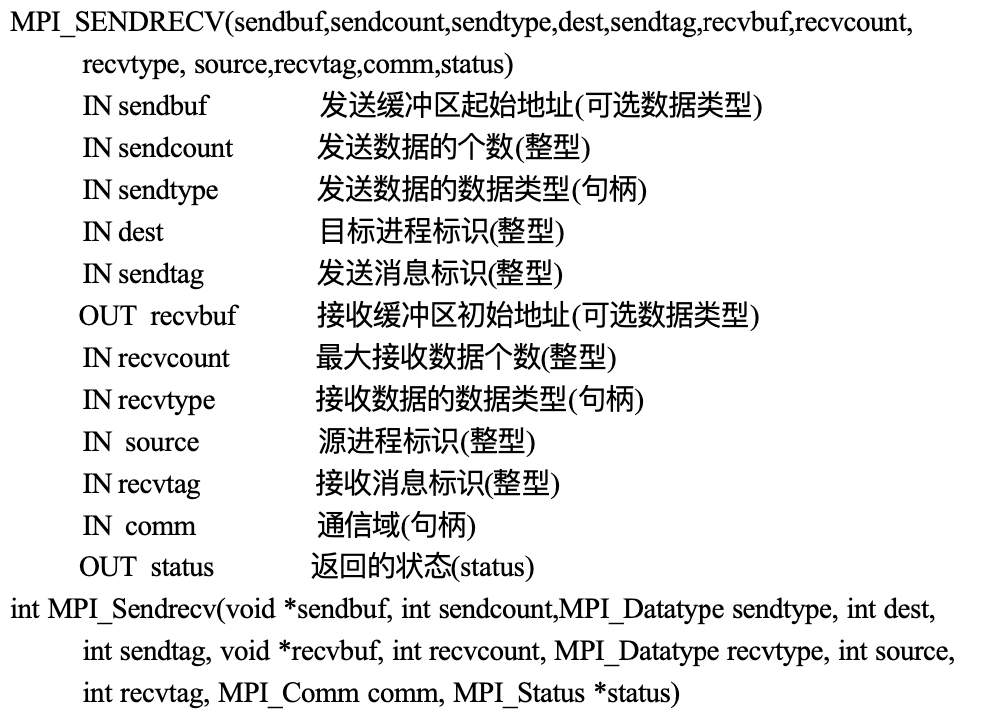 MPI_SENDRECV(sendbuf,sendcount,sendtype,dest,sendtag,recvbuf,recvcount,
recvtype, source,recvtag,comm,status)
IN sendbuf 发送缓冲区起始地址(可选数据类型)
IN sendcount 发送数据的个数(整型)
IN sendtype 发送数据的数据类型(句柄)
IN dest 目标进程标识(整型)
IN sendtag 发送消息标识(整型)
OUT recvbuf 接收缓冲区初始地址(可选数据类型)
IN recvcount 最大接收数据个数(整型)
IN recvtype 接收数据的数据类型(句柄)
IN source 源进程标识(整型)
IN recvtag 接收消息标识(整型)
IN comm 通信域(句柄)
OUT status 返回的状态(status)
int MPI_Sendrecv(void *sendbuf, int sendcount,MPI_Datatype sendtype, int dest,
int sendtag, void *recvbuf, int recvcount, MPI_Datatype recvtype, int source,
int recvtag, MPI_Comm comm, MPI_Status *status)